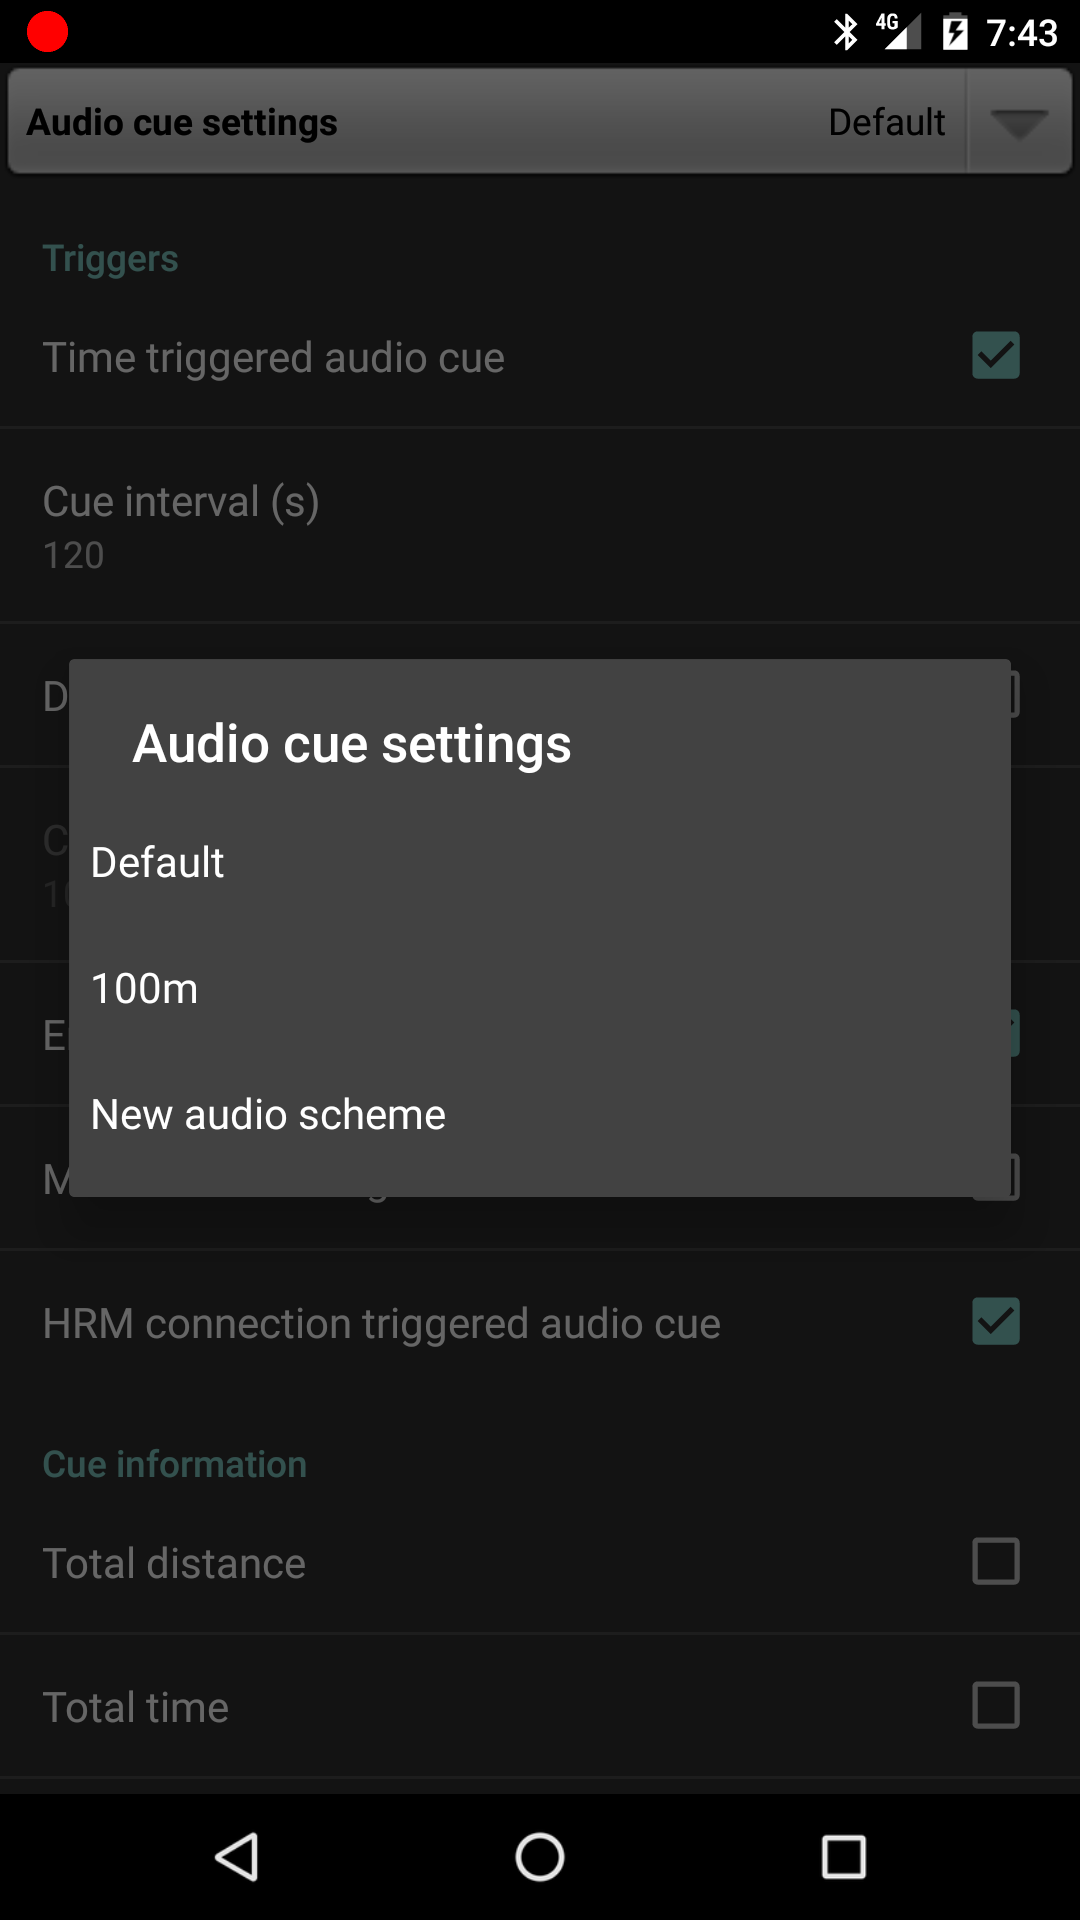 4G 7:43
Audio cue settings Default
Triggers
Time triggered audio cue
Cue interval (s)
120
Audio cue settings
Default
100m
New audio scheme
HRM connection triggered audio cue
Cue information
Total distance
Total time